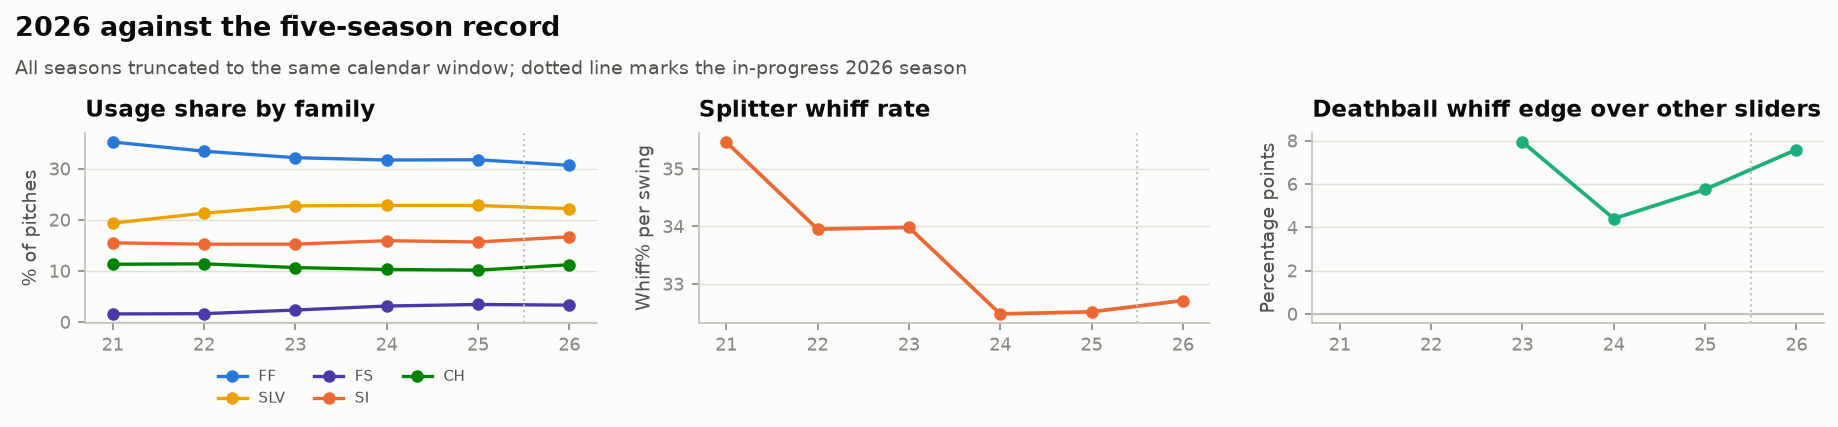 2026 against the five-season record
All seasons truncated to the same calendar window; dotted line marks the in-progress 2026 season
Usage share by family
% of pitches
30
20
10
0
21 22 23 24 25 26
FF FS CH
SLV SI
Splitter whiff rate
Whiff% per swing
35
34
33
21 22 23 24 25 26
Deathball whiff edge over other sliders
Percentage points
8
6
4
2
0
21 22 23 24 25 26